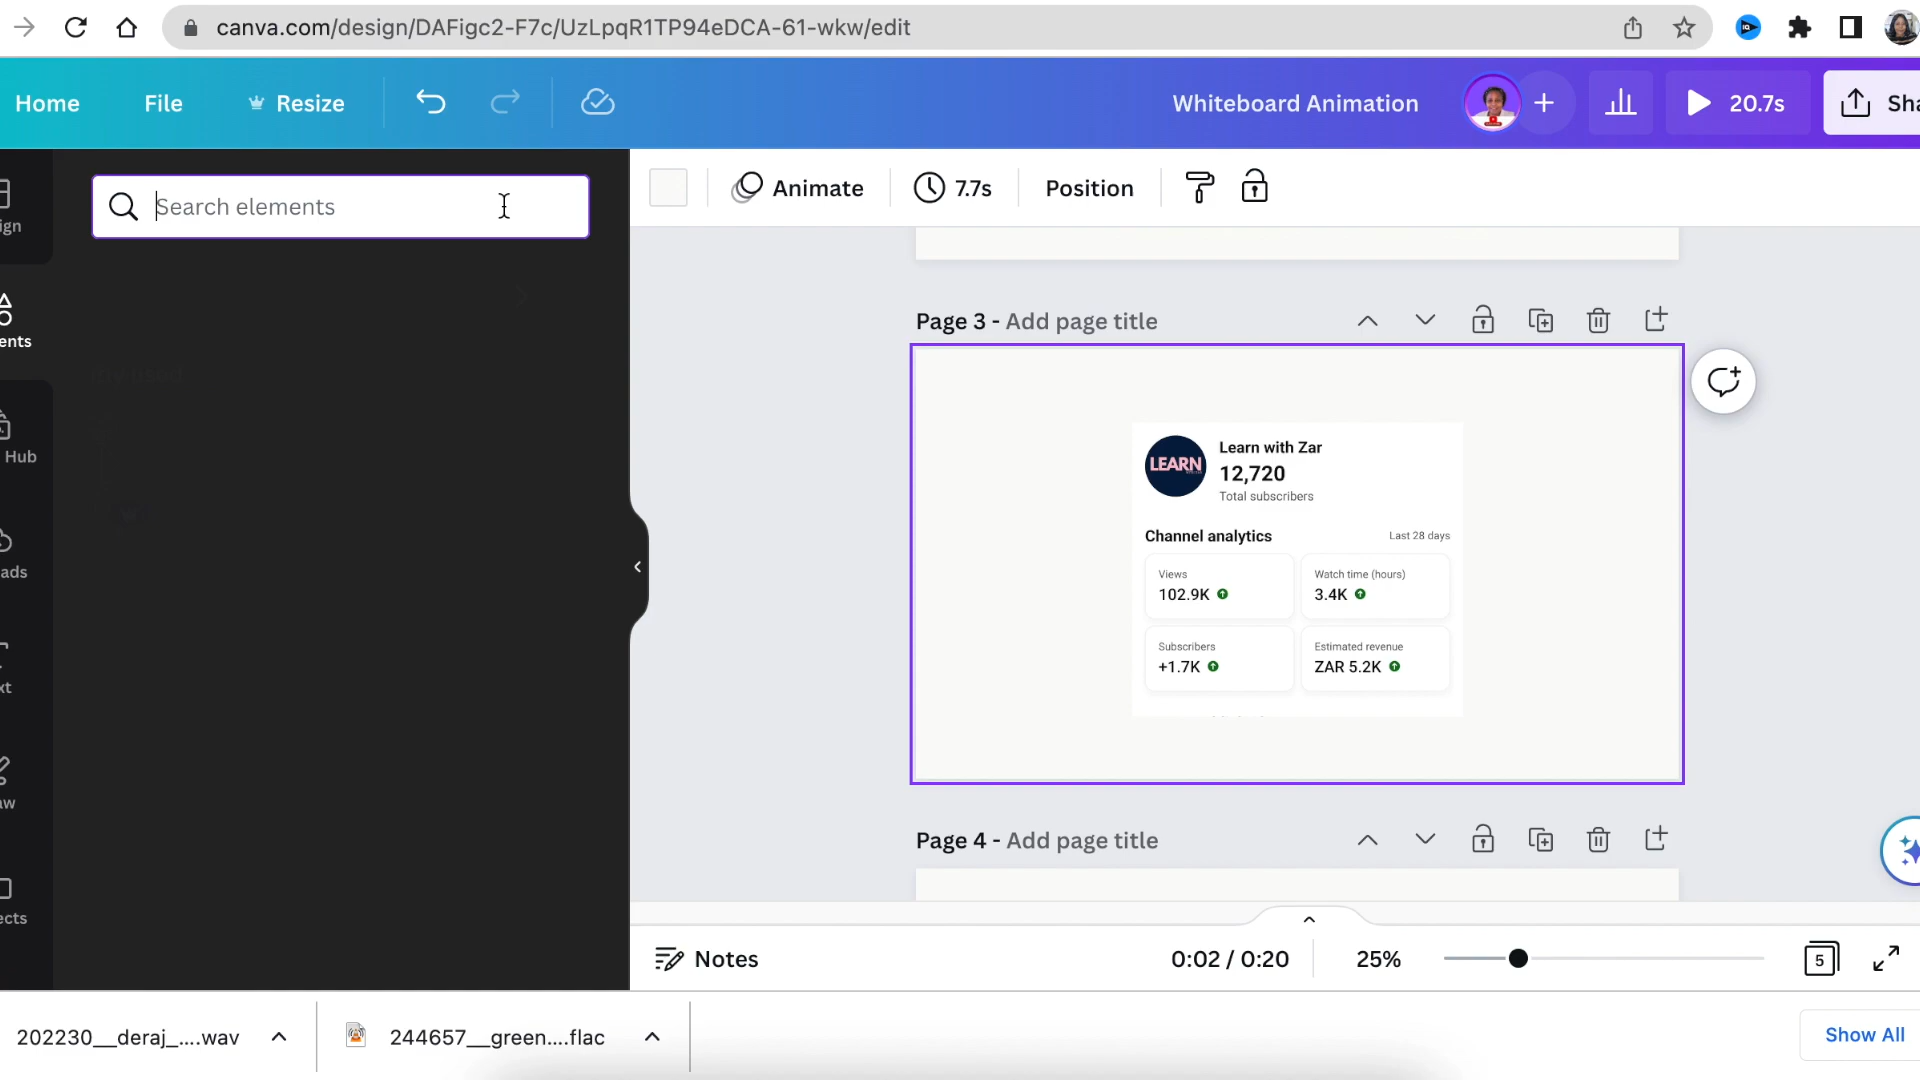 canva.com/design/DAFigc2-F7c/UzLpqR1TP94eDCA-61-wkw/edit
Home
File
Resize
Whiteboard Animation
20.7s
Sha
Search elements
ign
ents
Hub
ads
xt
aw
ects
Animate
7.7s
Position
Page 3 - Add page title
LEARN
Learn with Zar
12,720
Total subscribers
Channel analytics
Last 28 days
Views
102.9K
Watch time (hours)
3.4K
Subscribers
+1.7K
Estimated revenue
ZAR 5.2K
Page 4 - Add page title
Notes
0:02 / 0:20
25%
5
202230__deraj_....wav
244657__green....flac
Show All